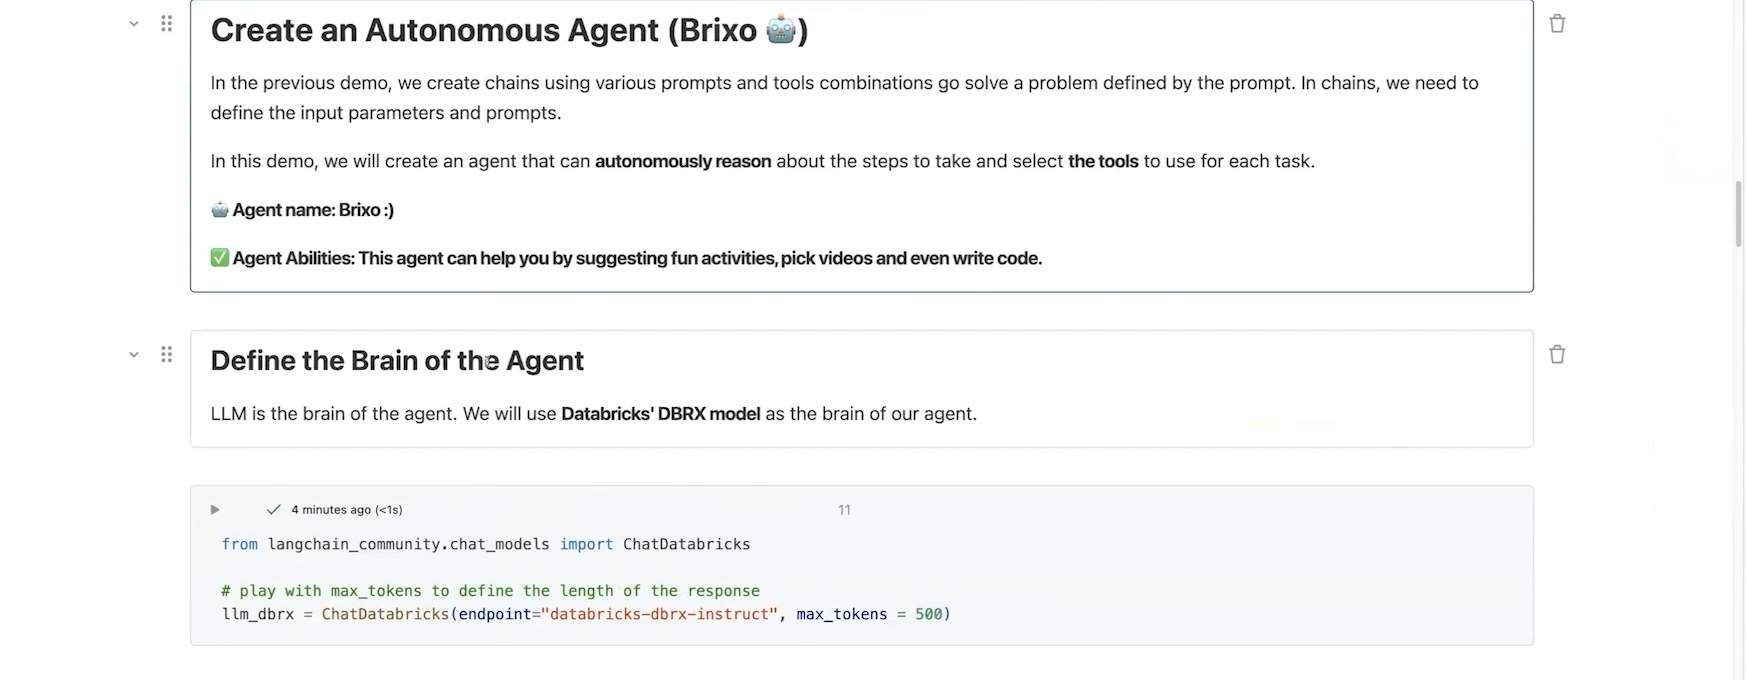 Create an Autonomous Agent (Brixo 🤖)
In the previous demo, we create chains using various prompts and tools combinations go solve a problem defined by the prompt. In chains, we need to
define the input parameters and prompts.
In this demo, we will create an agent that can autonomously reason about the steps to take and select the tools to use for each task.
🤖 Agent name: Brixo :)
✅ Agent Abilities: This agent can help you by suggesting fun activities, pick videos and even write code.
Define the Brain of the Agent
LLM is the brain of the agent. We will use Databricks' DBRX model as the brain of our agent.
4 minutes ago (<1s)
11
from langchain_community.chat_models import ChatDatabricks
# play with max_tokens to define the length of the response
llm_dbrx = ChatDatabricks(endpoint="databricks-dbrx-instruct", max_tokens = 500)